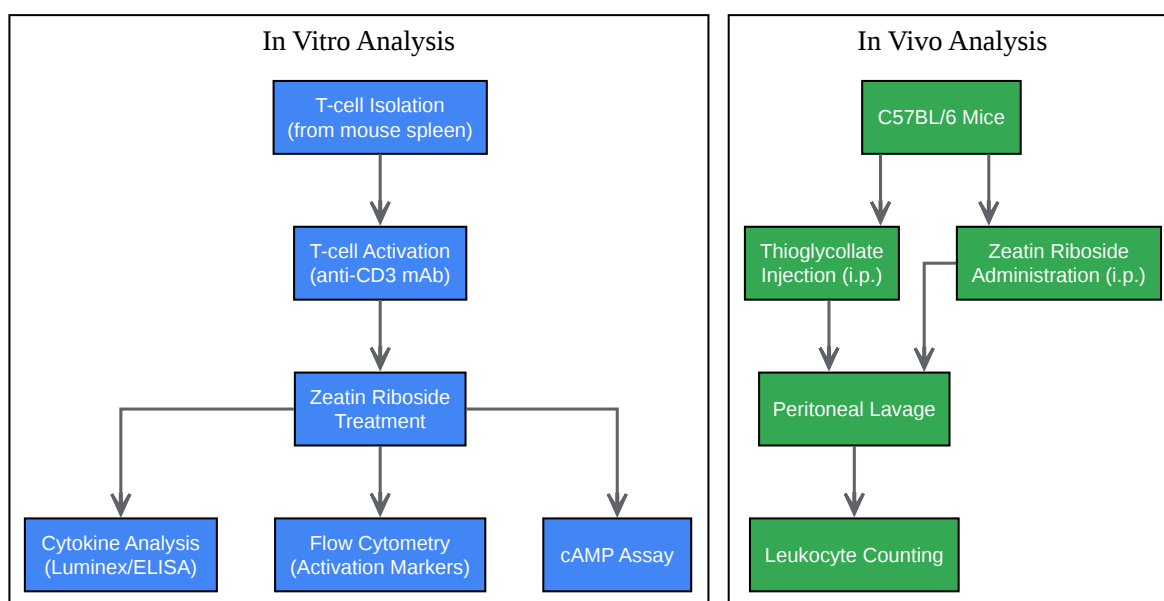 In Vitro Analysis
T-cell Isolation
(from mouse spleen)
T-cell Activation
(anti-CD3 mAb)
Zeatin Riboside
Treatment
Cytokine Analysis
(Luminex/ELISA)
Flow Cytometry
(Activation Markers)
cAMP Assay
In Vivo Analysis
C57BL/6 Mice
Thioglycollate
Injection (i.p.)
Zeatin Riboside
Administration (i.p.)
Peritoneal Lavage
Leukocyte Counting